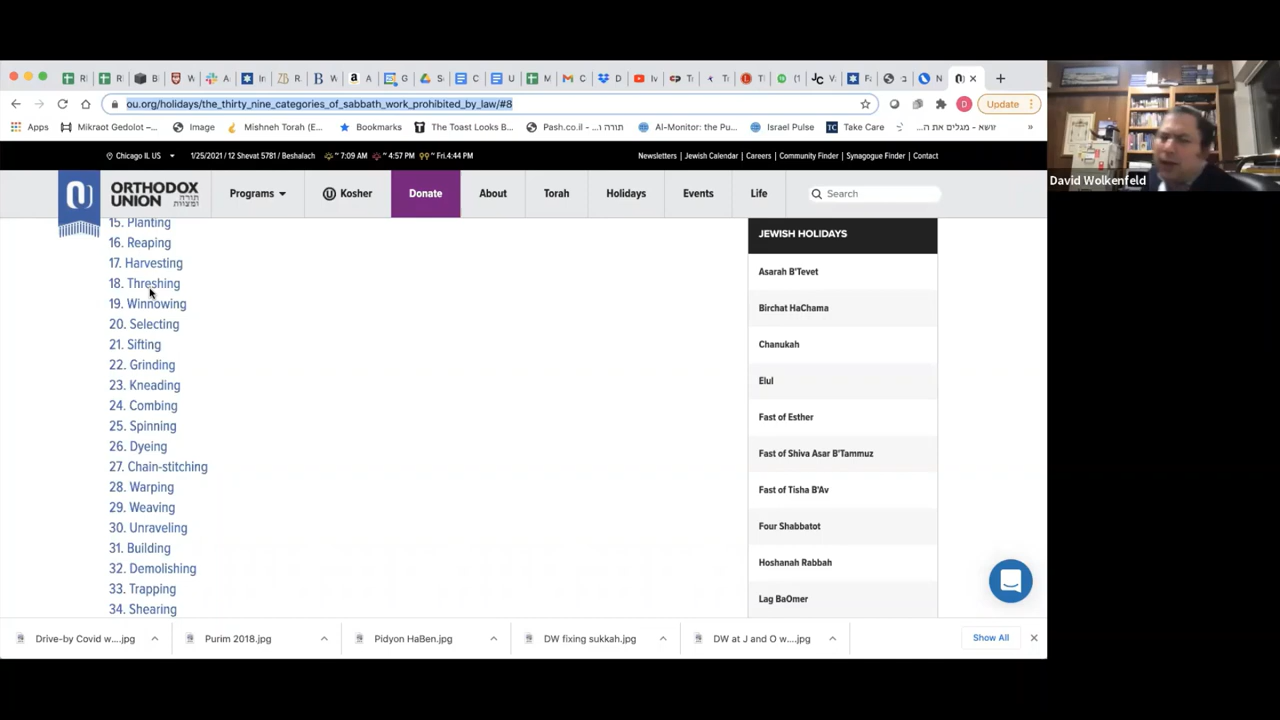 ou.org/holidays/the_thirty_nine_categories_of_sabbath_work_prohibited_by_law/#8
Update
Apps
Mikraot Gedolot –...
Image
Mishneh Torah (E...
Bookmarks
The Toast Looks B...
Pash.co.il – תורה ו...
Al-Monitor: the Pu...
Israel Pulse
Take Care
Chicago IL US
1/25/2021 / 12 Shevat 5781 / Beshalach
~ 7:09 AM
~ 4:57 PM
~ Fri.4:44 PM
Newsletters | Jewish Calendar | Careers | Community Finder | Synagogue Finder | Contact
ORTHODOX
UNION
Programs
Kosher
Donate
About
Torah
Holidays
Events
Life
Search
David Wolkenfeld
15. Planting
16. Reaping
17. Harvesting
18. Threshing
19. Winnowing
20. Selecting
21. Sifting
22. Grinding
23. Kneading
24. Combing
25. Spinning
26. Dyeing
27. Chain-stitching
28. Warping
29. Weaving
30. Unraveling
31. Building
32. Demolishing
33. Trapping
34. Shearing
JEWISH HOLIDAYS
Asarah B'Tevet
Birchat HaChama
Chanukah
Elul
Fast of Esther
Fast of Shiva Asar B'Tammuz
Fast of Tisha B'Av
Four Shabbatot
Hoshanah Rabbah
Lag BaOmer
Drive-by Covid w....jpg
Purim 2018.jpg
Pidyon HaBen.jpg
DW fixing sukkah.jpg
DW at J and O w....jpg
Show All